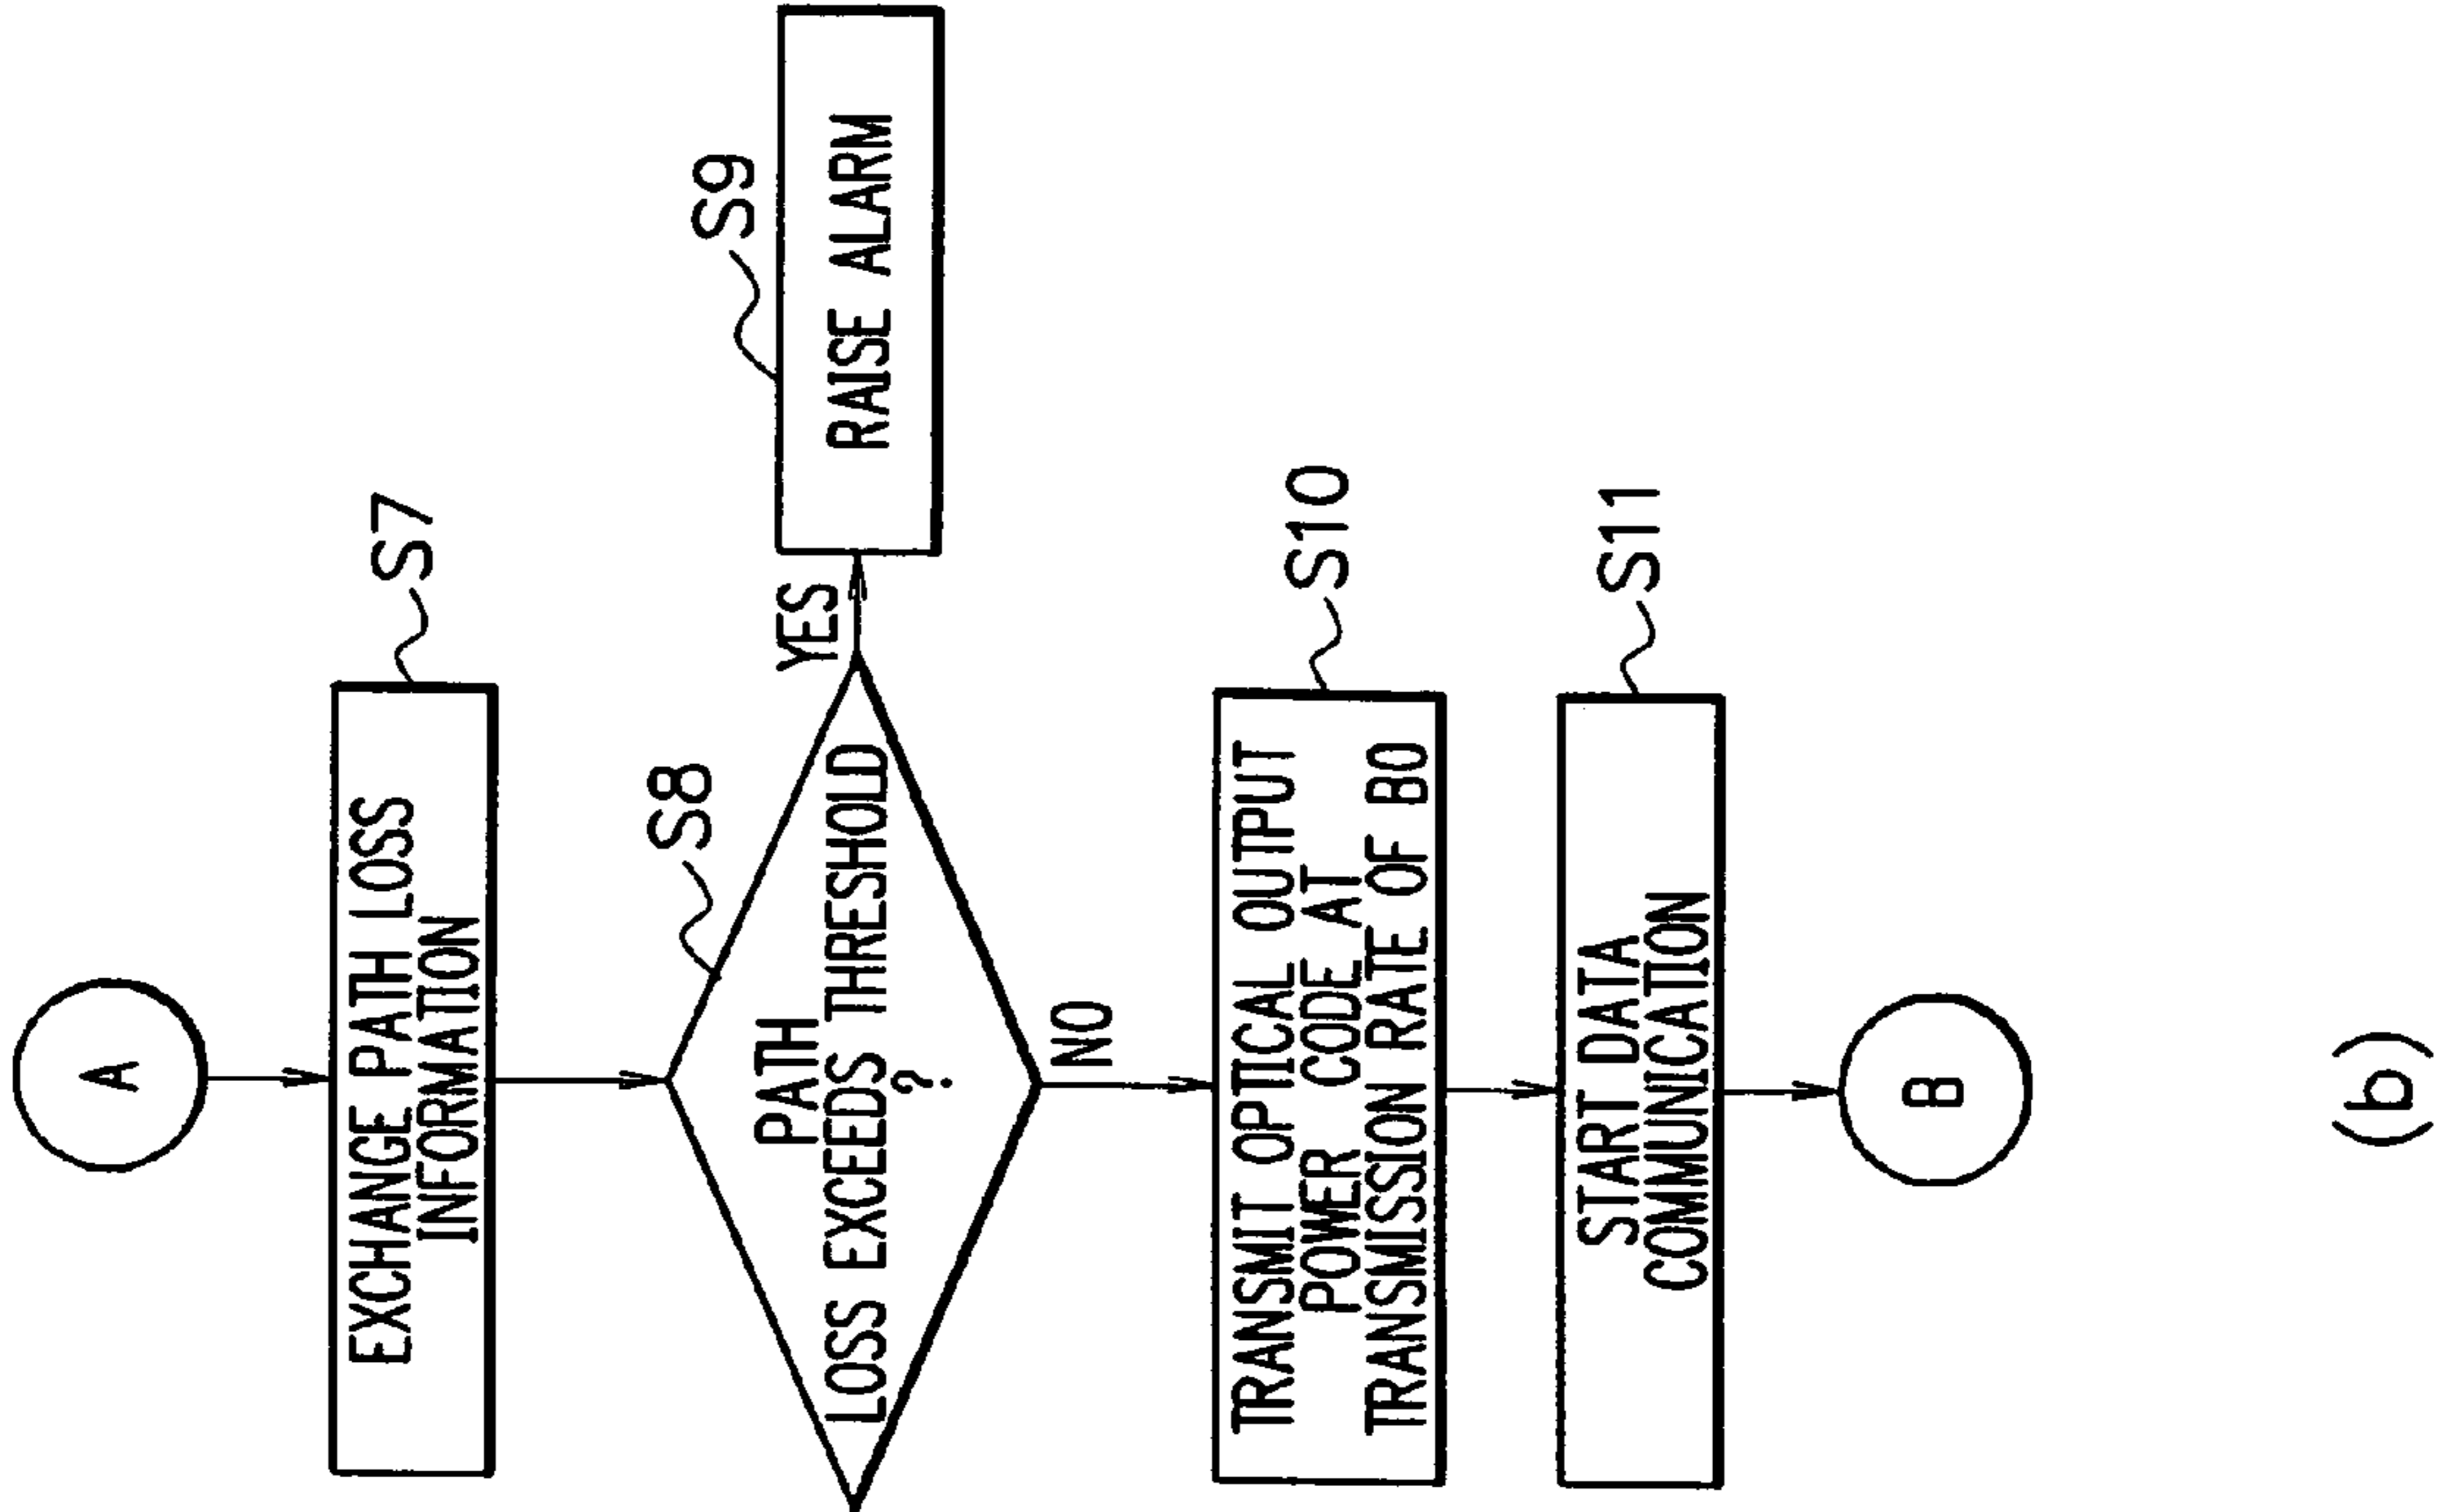 A
EXCHANGE PATH LOSS
INFORMATION
S7
PATH
LOSS EXCEEDS THRESHOLD
?
S8
YES
RAISE ALARM
S9
NO
TRANSMIT OPTICAL OUTPUT
POWER CODE AT
TRANSMISSION RATE OF B0
S10
START DATA
COMMUNICATION
S11
B
(b)